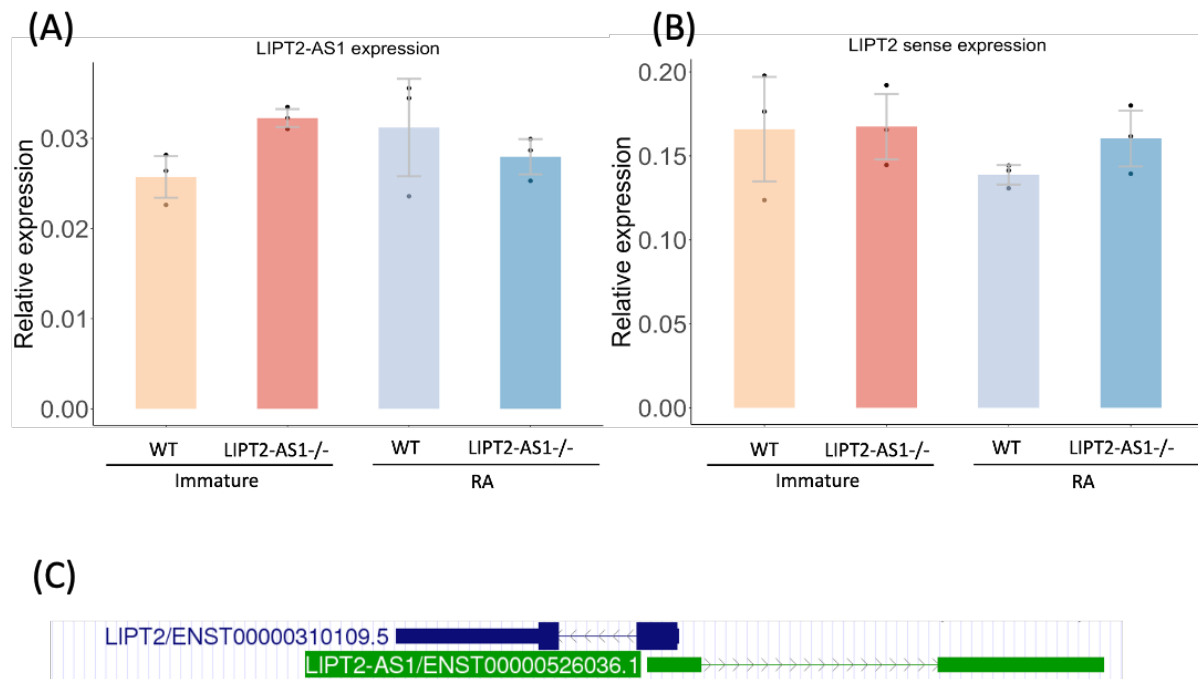 (A)
LIPT2-AS1 expression
Relative expression
0.03
0.02
0.01
0.00
WT LIPT2-AS1-/- WT LIPT2-AS1-/-
Immature RA
(B)
LIPT2 sense expression
Relative expression
0.20
0.15
0.10
0.05
0.00
WT LIPT2-AS1-/- WT LIPT2-AS1-/-
Immature RA
(C)
LIPT2/ENST00000310109.5
LIPT2-AS1/ENST00000526036.1